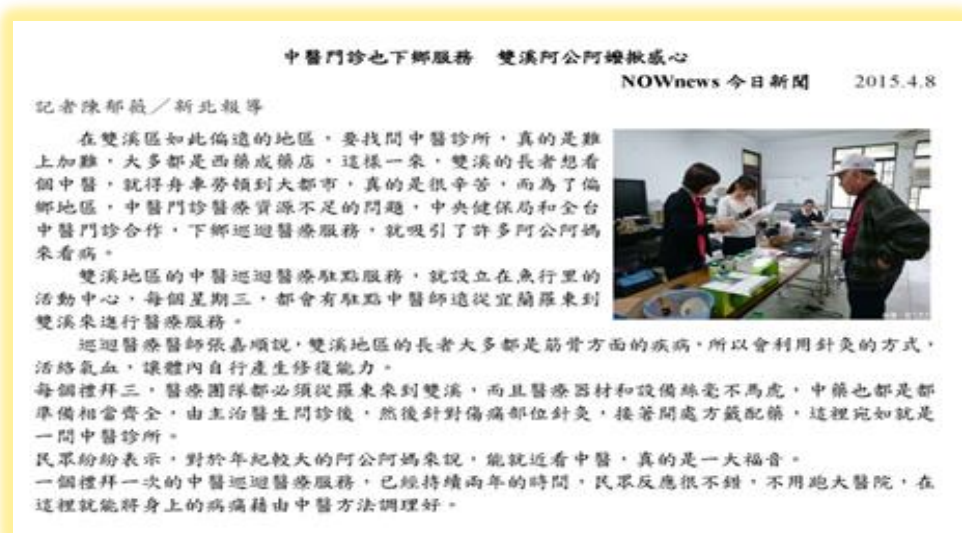 中醫門診也下鄉服務 雙溪阿公阿嬤揪感心
NOWnews 今日新聞 2015.4.8
記者陳郁薇／新北報導
在雙溪區如此偏遠的地區，要找間中醫診所，真的是難
上加難，大多都是西藥成藥店，這樣一來，雙溪的長者想看
個中醫，就得舟車勞頓到大都市，真的是很辛苦，而為了偏
鄉地區，中醫門診醫療資源不足的問題，中央健保局和全台
中醫門診合作，下鄉巡迴醫療服務，就吸引了許多阿公阿媽
來看病。
雙溪地區的中醫巡迴醫療駐點服務，就設立在魚行里的
活動中心，每個星期三，都會有駐點中醫師遠從宜蘭羅東到
雙溪來進行醫療服務。
巡迴醫療醫師張嘉順說，雙溪地區的長者大多都是筋骨方面的疾病，所以會利用針灸的方式，
活絡氣血，讓體內自行產生修復能力。
每個禮拜三，醫療團隊都必須從羅東來到雙溪，而且醫療器材和設備絲毫不馬虎，中藥也都是都
準備相當齊全，由主治醫生問診後，然後針對傷痛部位針灸，接著開處方籤配藥，這裡宛如就是
一間中醫診所。
民眾紛紛表示，對於年紀較大的阿公阿媽來說，能就近看中醫，真的是一大福音。
一個禮拜一次的中醫巡迴醫療服務，已經持續兩年的時間，民眾反應很不錯，不用跑大醫院，在
這裡就能將身上的病痛藉由中醫方法調理好。